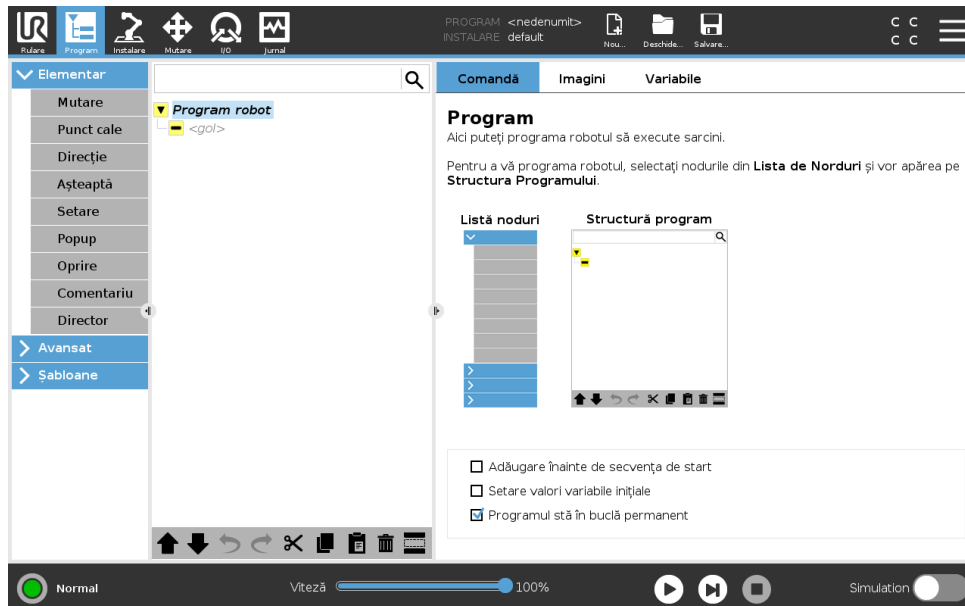 PROGRAM <nedenumit>
INSTALARE default
Rulare Program Instalare Mutare I/O Jurnal Nou... Deschide... Salvare...
C C
C C
Elementar
Mutare
Punct cale
Direcție
Așteaptă
Setare
Popup
Oprire
Comentariu
Director
Avansat
Șabloane
Program robot
<gol>
Comandă Imagini Variabile
Program
Aici puteți programa robotul să execute sarcini.
Pentru a vă programa robotul, selectați nodurile din Lista de Norduri și vor apărea pe
Structura Programului.
Listă noduri Structură program
Adăugare înainte de secvența de start
Setare valori variabile inițiale
Programul stă în buclă permanent
Normal Viteză 100% Simulation